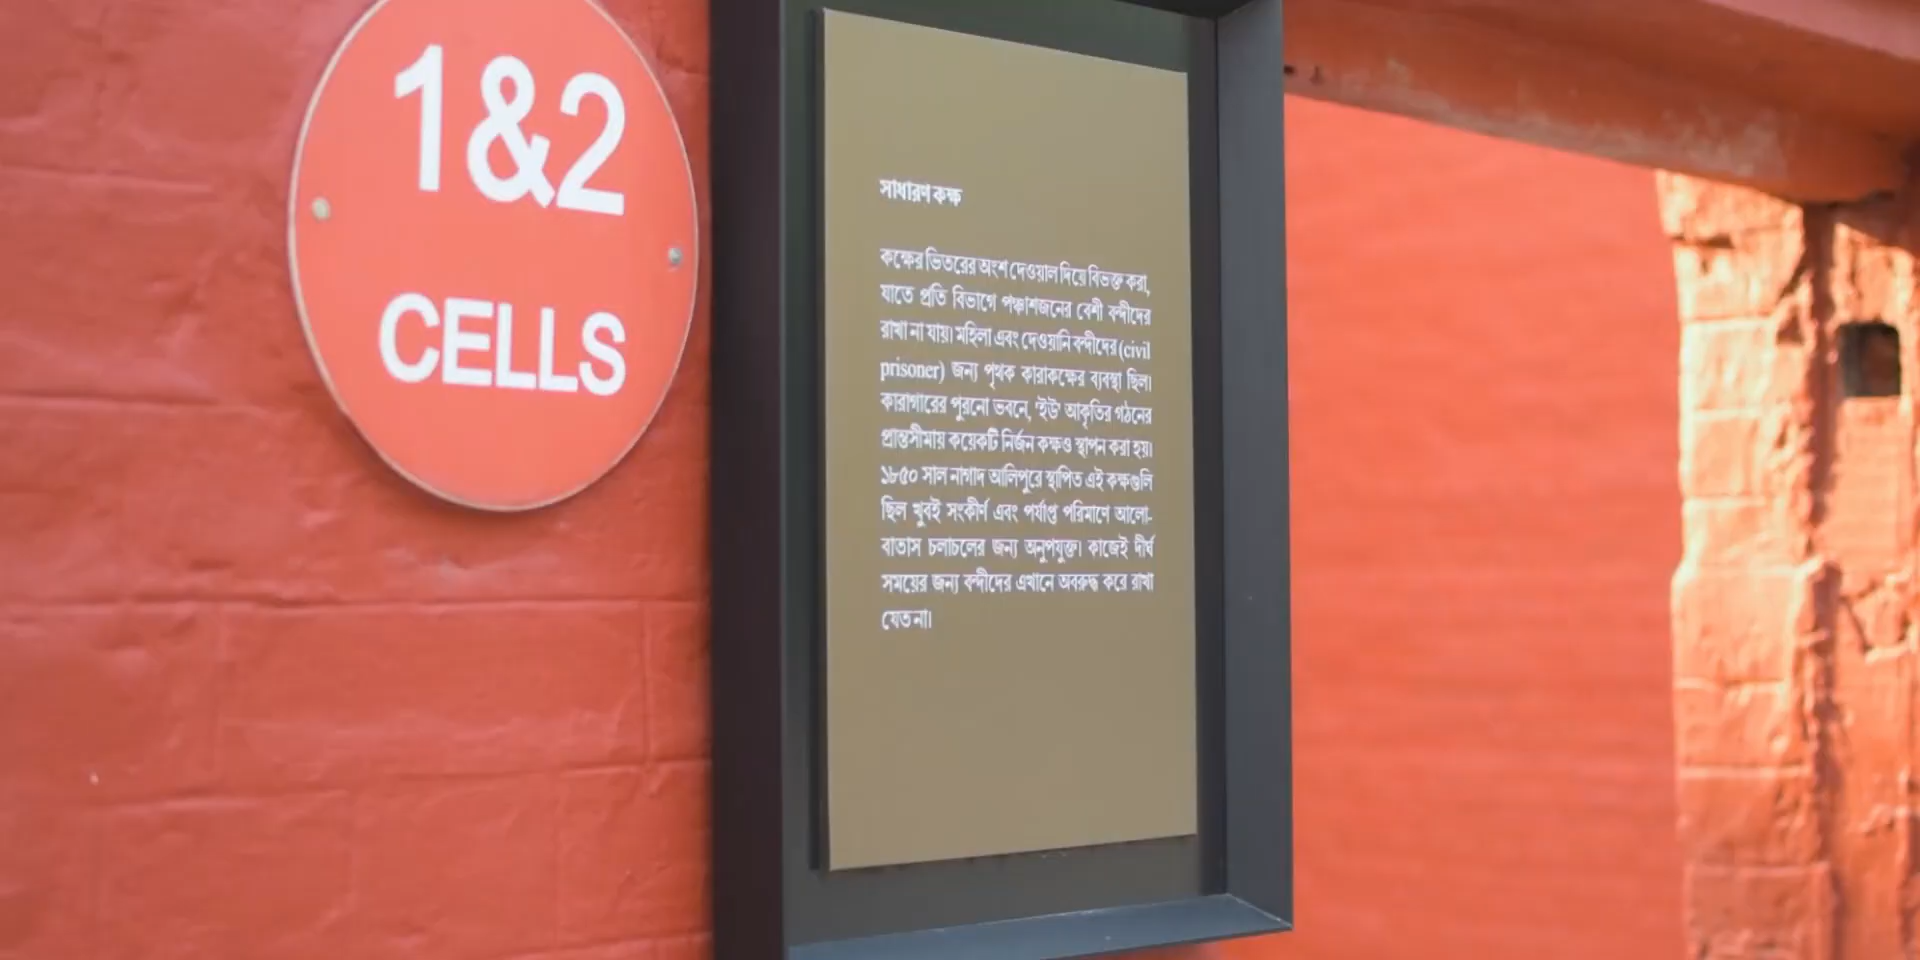 1&2
CELLS
সাধারণ কক্ষ
কক্ষের ভিতরের অংশ দেওয়াল দিয়ে বিভক্ত করা,
যাতে প্রতি বিভাগে পঞ্চাশজনের বেশী বন্দীদের
রাখা না যায়। মহিলা এবং দেওয়ানি বন্দীদের (civil
prisoner) জন্য পৃথক কারাকক্ষের ব্যবস্থা ছিল।
কারাগারের পুরনো ভবনে, 'ইউ' আকৃতির গঠনের
প্রান্তসীমায় কয়েকটি নির্জন কক্ষও স্থাপন করা হয়।
১৮৫০ সাল নাগাদ আলিপুরে স্থাপিত এই কক্ষগুলি
ছিল খুবই সংকীর্ণ এবং পর্যাপ্ত পরিমাণে আলো-
বাতাস চলাচলের জন্য অনুপযুক্ত। কাজেই দীর্ঘ
সময়ের জন্য বন্দীদের এখানে অবরুদ্ধ করে রাখা
যেত না।